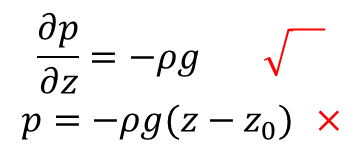 ∂p/∂z = −ρg √
p = −ρg(z − z₀) ×